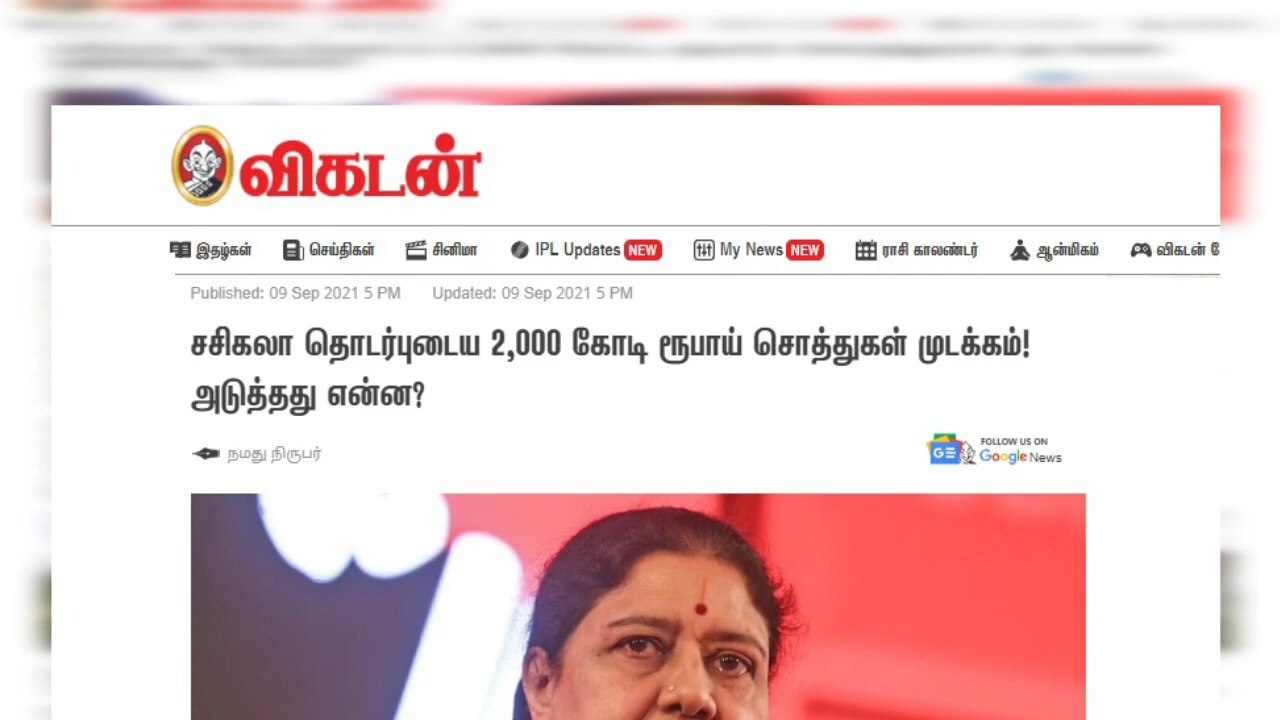 விகடன்
இதழ்கள் செய்திகள் சினிமா IPL Updates NEW My News NEW ராசி காலண்டர் ஆன்மிகம் விகடன்
Published: 09 Sep 2021 5 PM Updated: 09 Sep 2021 5 PM
சசிகலா தொடர்புடைய 2,000 கோடி ரூபாய் சொத்துகள் முடக்கம்!
அடுத்தது என்ன?
நமது நிருபர்
GE FOLLOW US ON
Google News